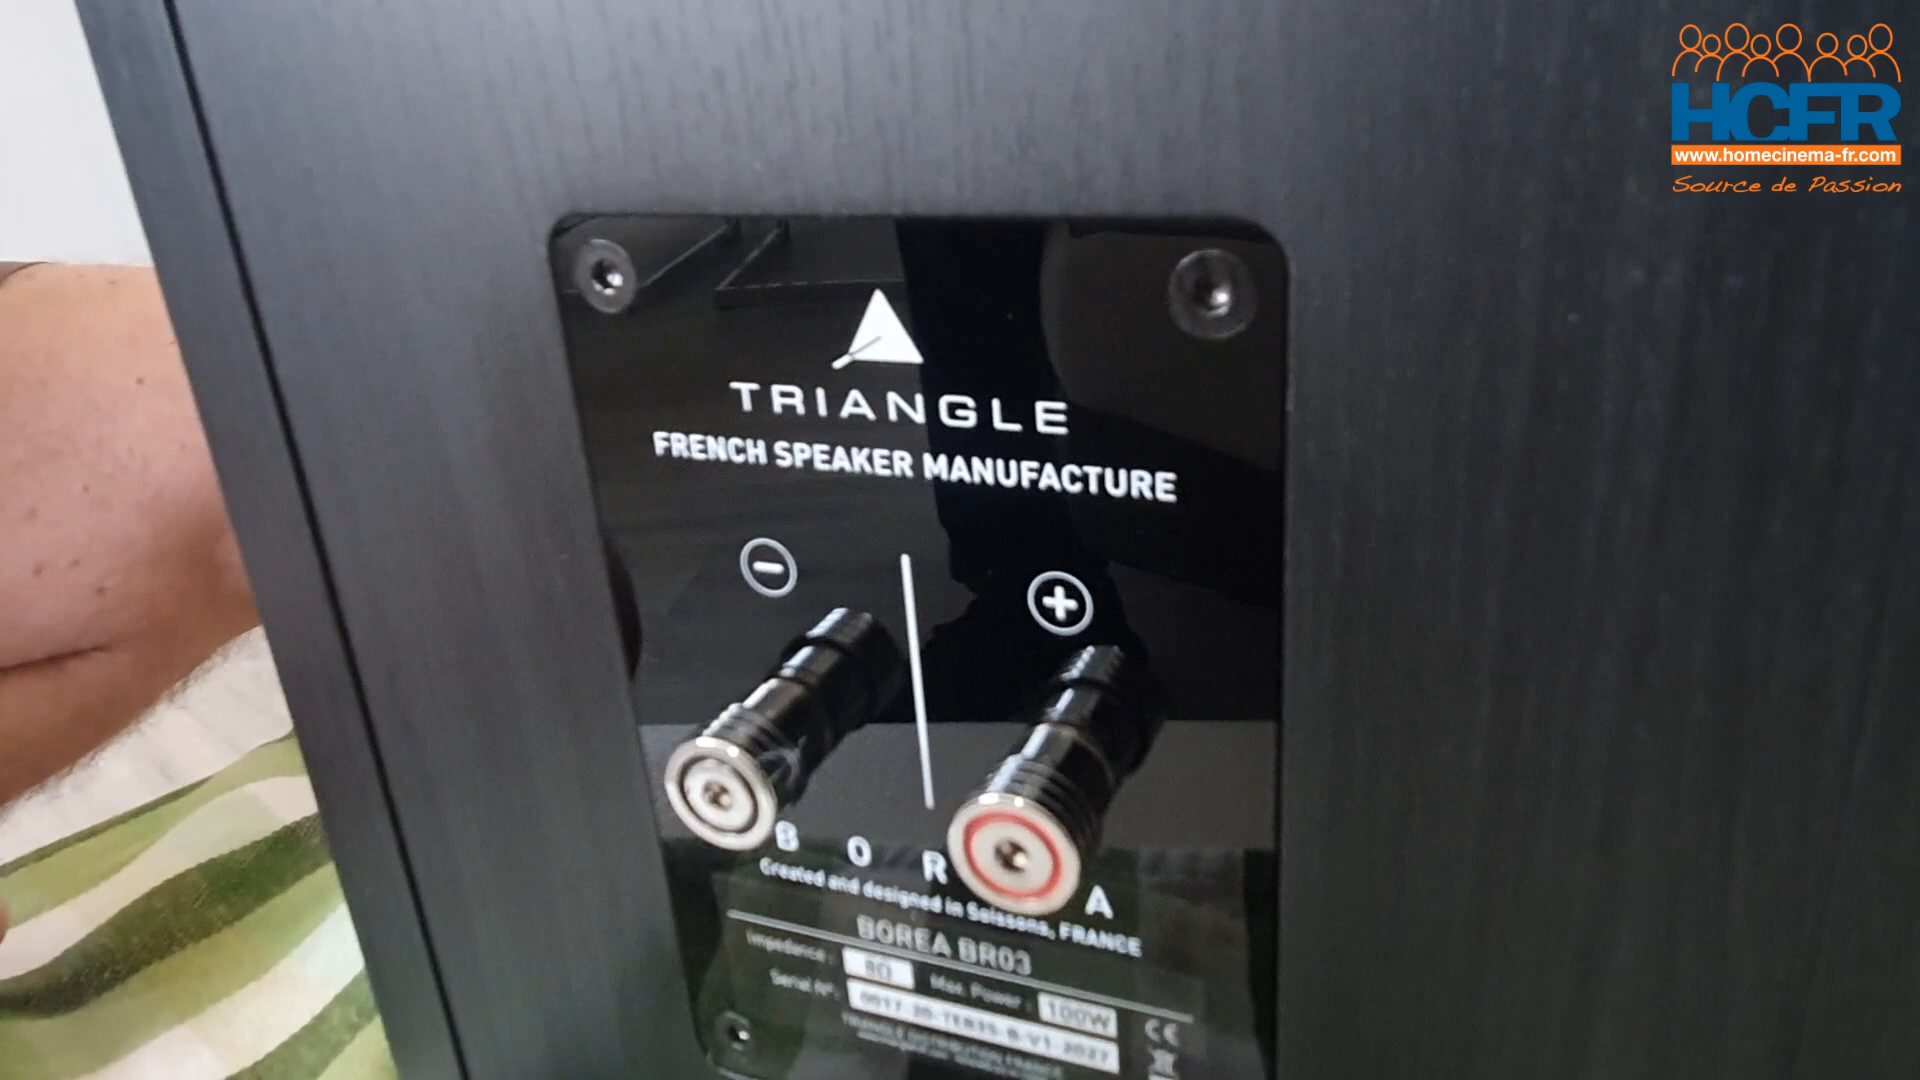 HCFR
www.homecinema-fr.com
Source de Passion
TRIANGLE
FRENCH SPEAKER MANUFACTURE
B O R A
Created and designed in Soissons, FRANCE
BOREA BR03
Impedance : 8Ω Max. Power : 100W
Serial N°: